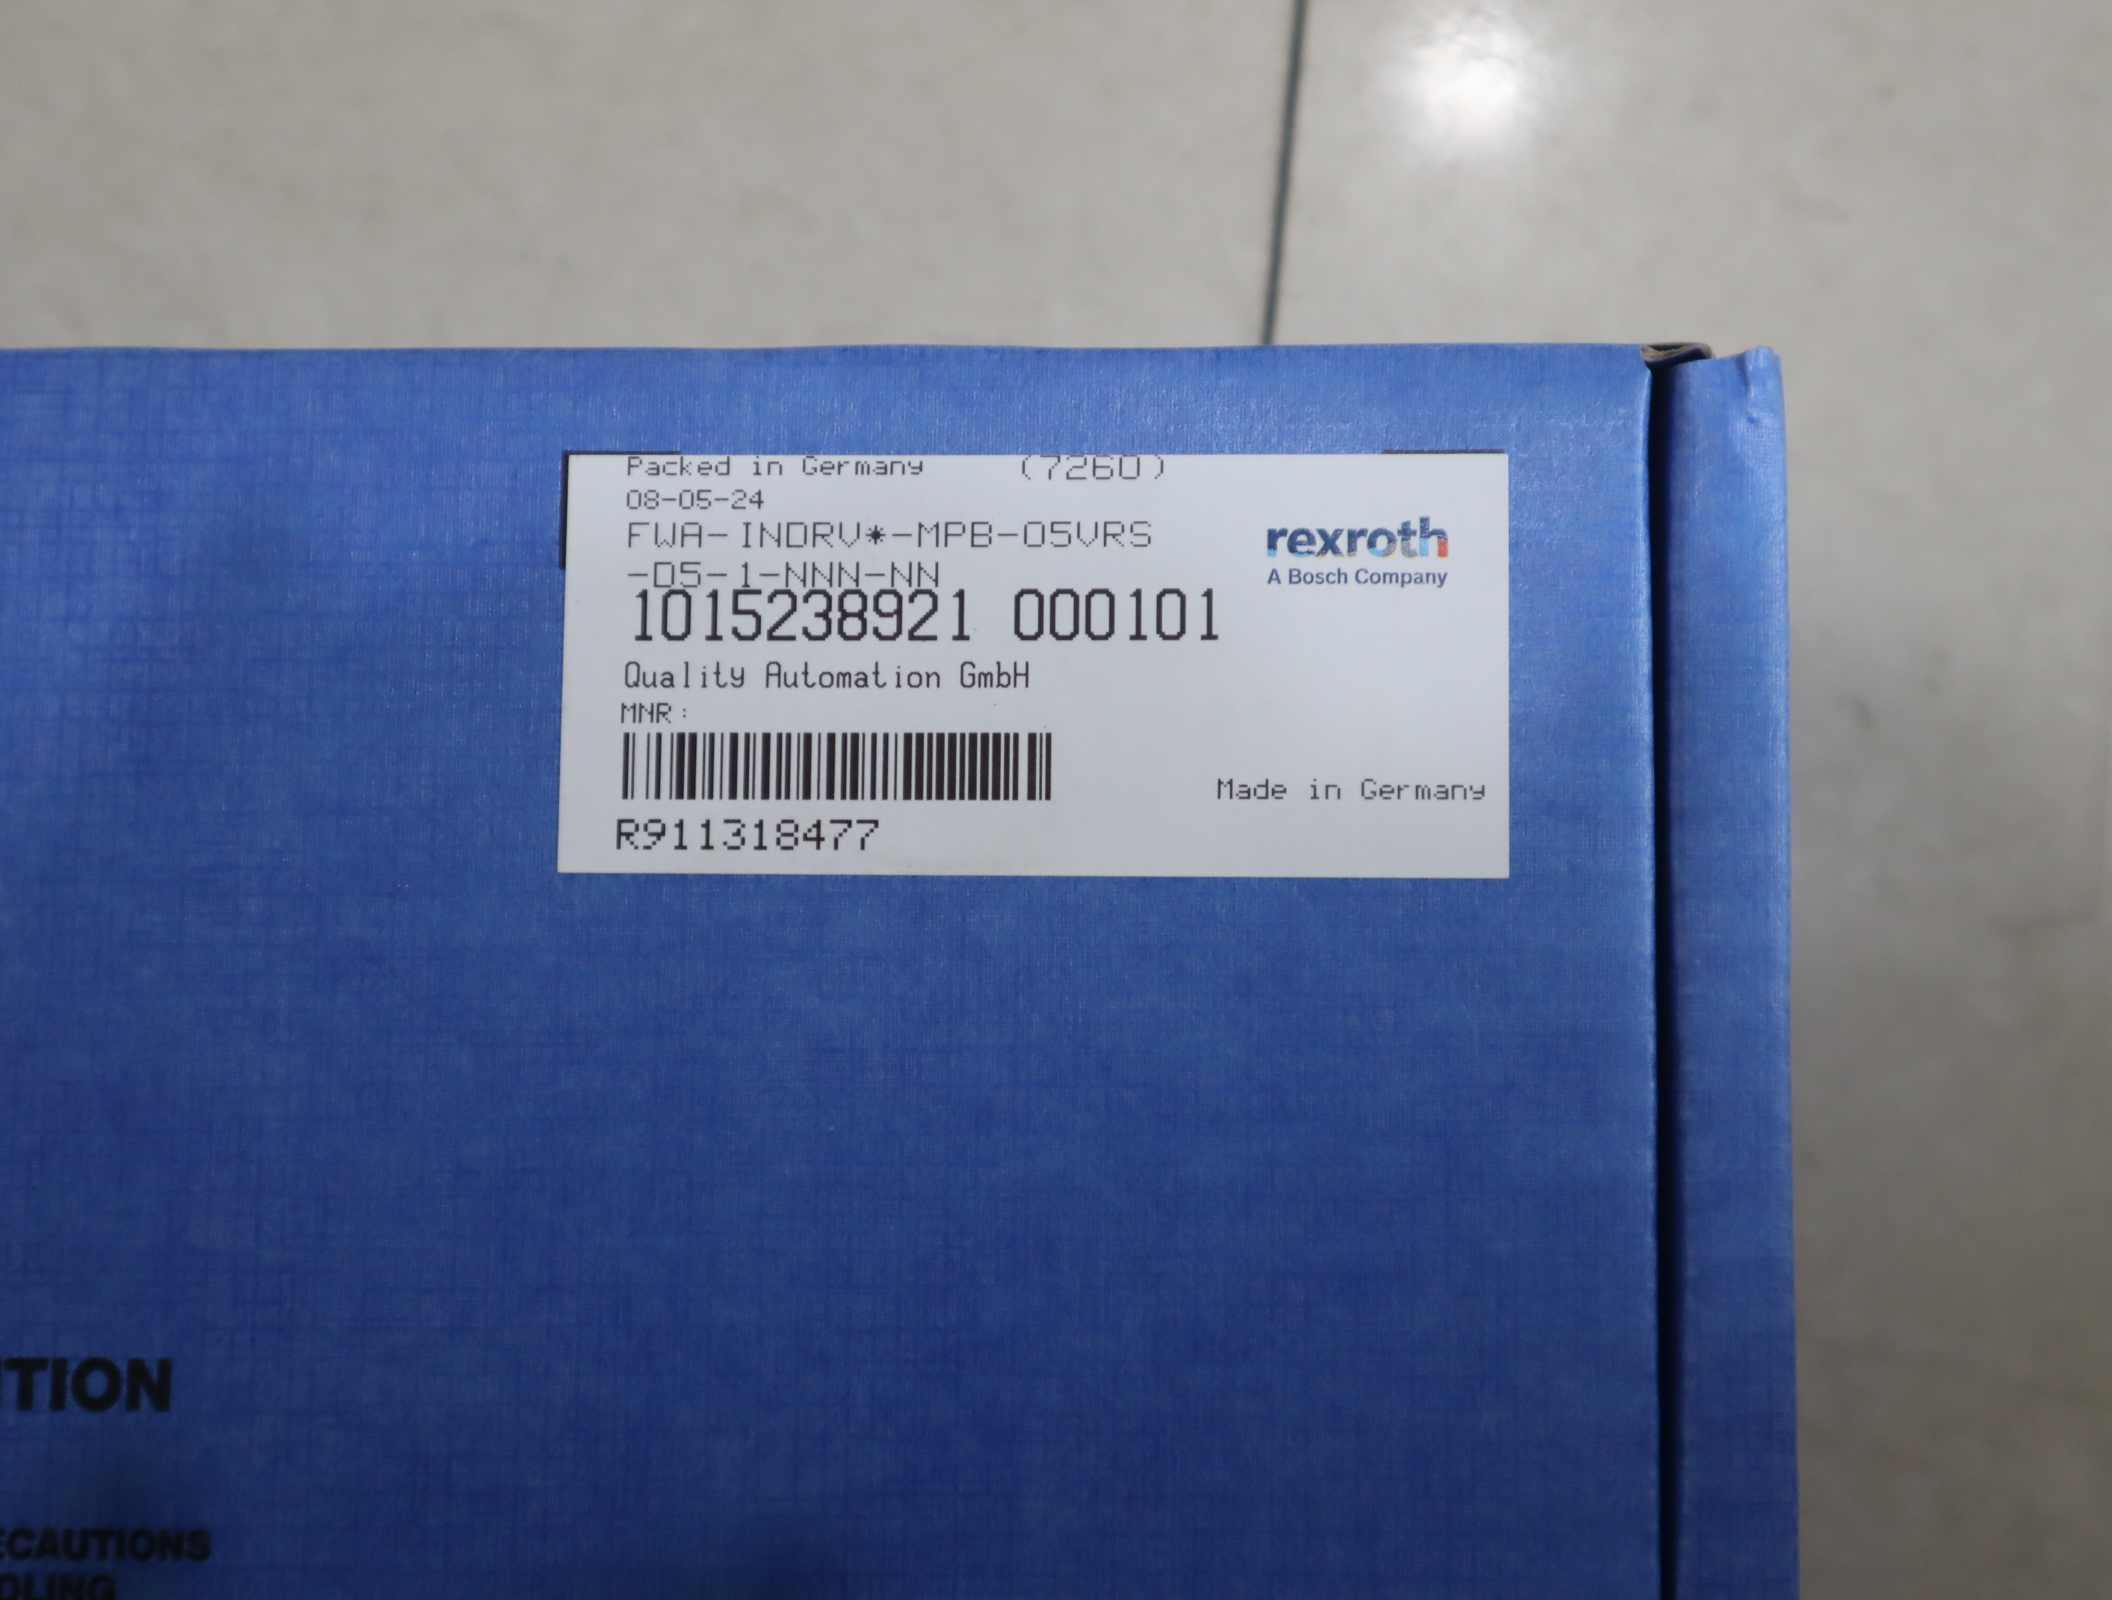 Packed in Germany (7260)
08-05-24
FWA-INDRV*-MPB-05VRS
-D5-1-NNN-NN
1015238921 000101
rexroth
A Bosch Company
Quality Automation GmbH
MNR:
Made in Germany
R911318477
TION
ECAUTIONS
DLING